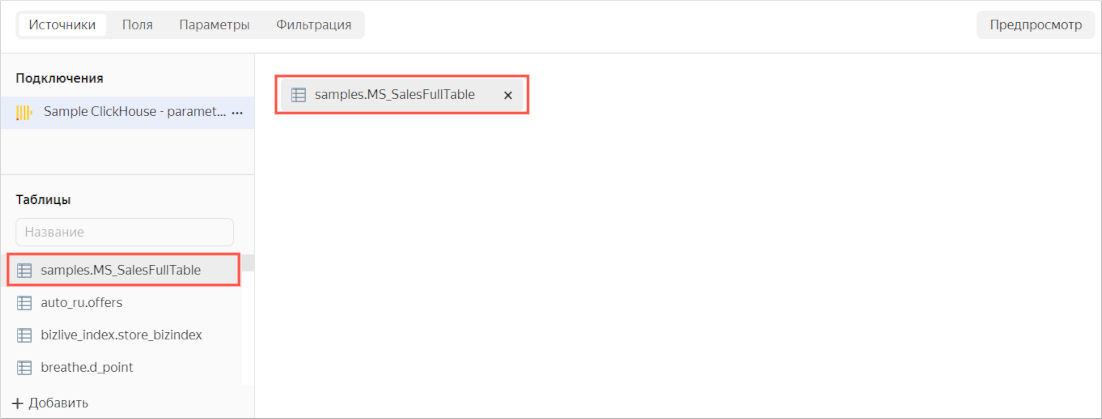 Источники Поля Параметры Фильтрация Предпросмотр
Подключения
Sample ClickHouse - paramet... ...
samples.MS_SalesFullTable ×
Таблицы
Название
samples.MS_SalesFullTable
auto_ru.offers
bizlive_index.store_bizindex
breathe.d_point
+ Добавить